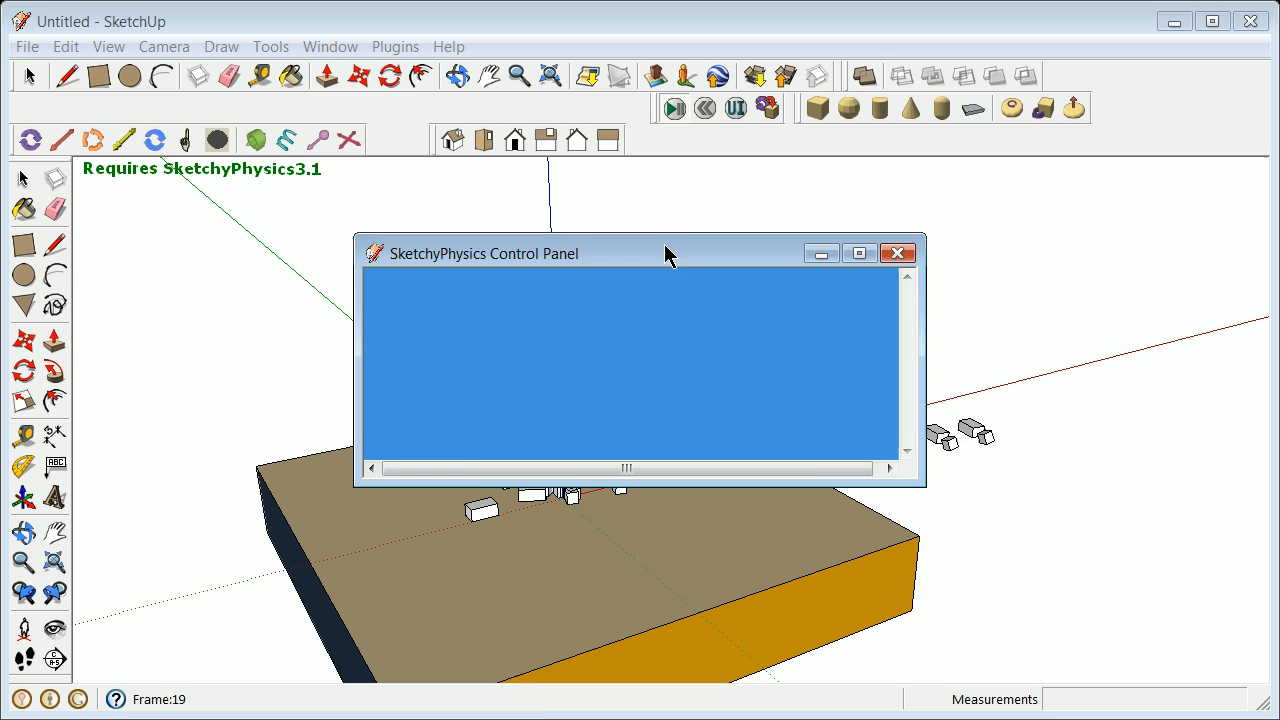 Untitled - SketchUp
File Edit View Camera Draw Tools Window Plugins Help
UI
Requires SketchyPhysics3.1
SketchyPhysics Control Panel
ABC
Frame:19
Measurements